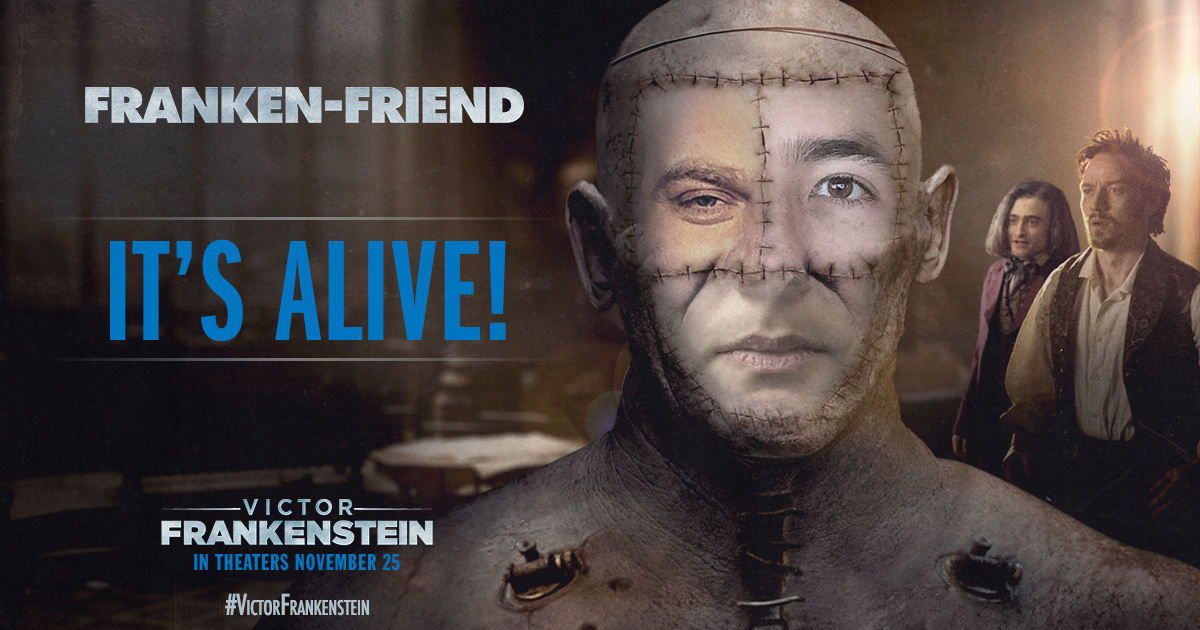 FRANKEN-FRIEND
IT'S ALIVE!
VICTOR
FRANKENSTEIN
IN THEATERS NOVEMBER 25
#VICTORFRANKENSTEIN